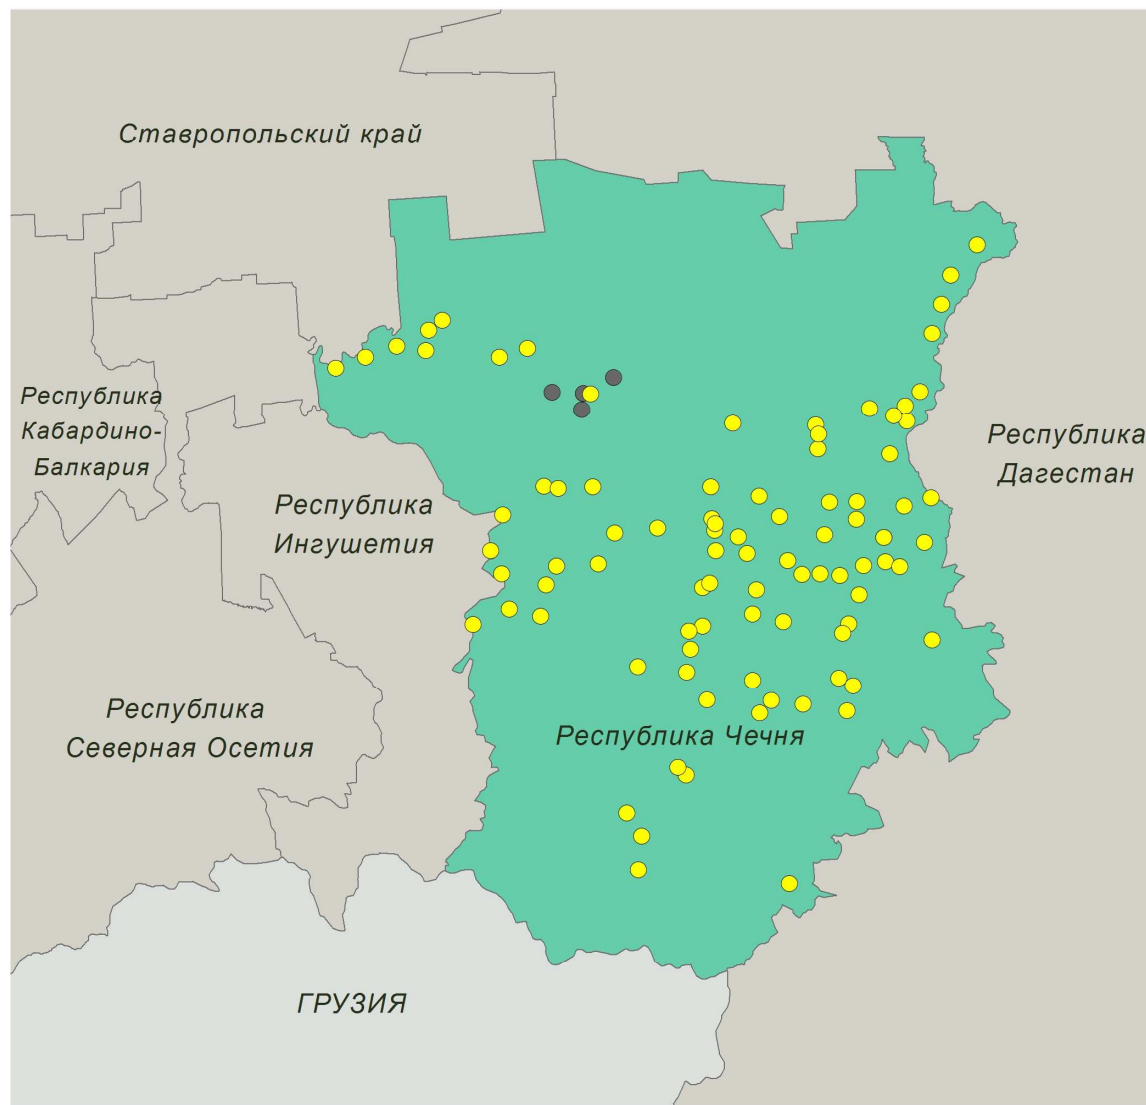 Ставропольский край
Республика
Кабардино-
Балкария
Республика
Ингушетия
Республика
Дагестан
Республика
Северная Осетия
Республика Чечня
ГРУЗИЯ